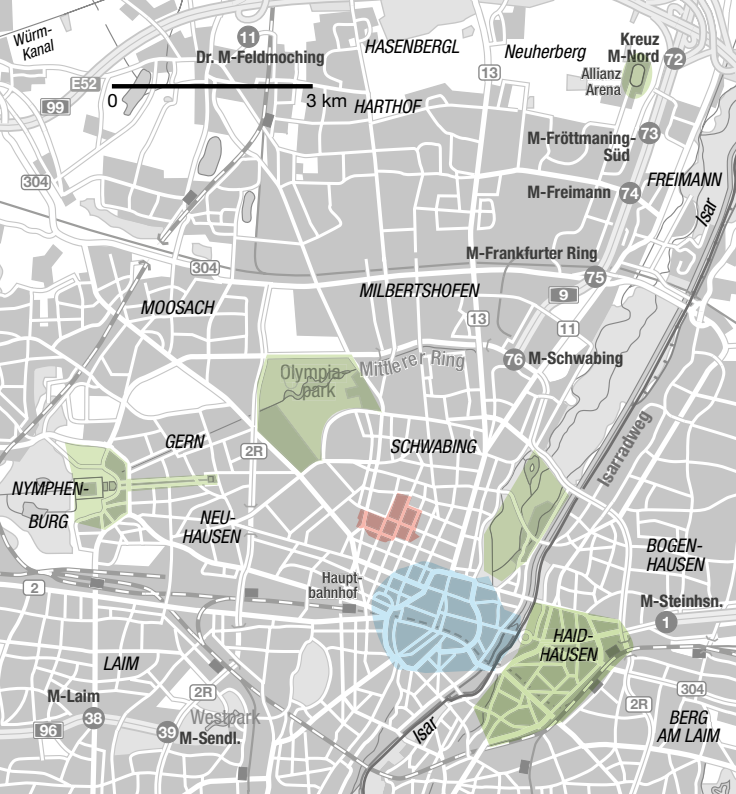 Würm-
Kanal
11
Dr. M-Feldmoching
HASENBERGL
Neuherberg
Kreuz
M-Nord
72
Allianz
Arena
13
E52
99
0
3 km
HARTHOF
M-Fröttmaning-
Süd
73
304
M-Freimann
74
FREIMANN
Isar
M-Frankfurter Ring
75
304
MOOSACH
MILBERTSHOFEN
9
13
11
76
M-Schwabing
Mittlerer Ring
Olympia-
park
GERN
2R
SCHWABING
Isarradweg
NYMPHEN-
BURG
NEU-
HAUSEN
BOGEN-
HAUSEN
Haupt-
bahnhof
2
M-Steinhsn.
1
HAID-
HAUSEN
LAIM
M-Laim
38
2R
Westpark
96
39
M-Sendl.
Isar
304
2R
BERG
AM LAIM